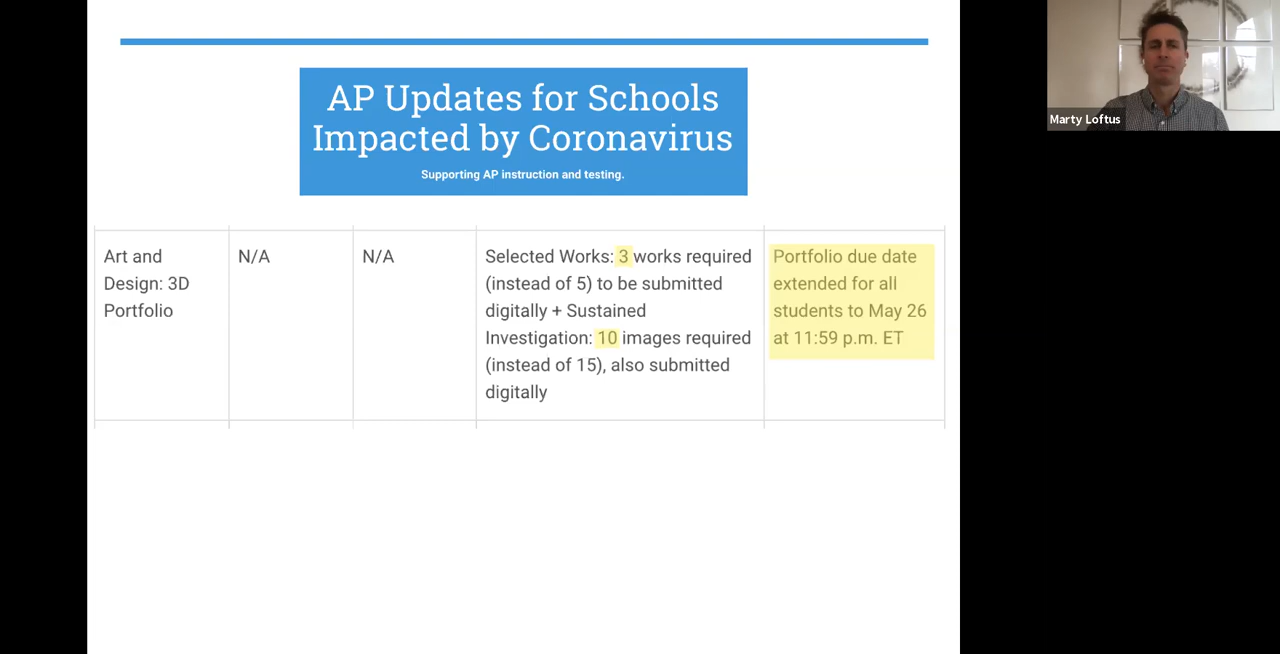 AP Updates for Schools
Impacted by Coronavirus
Supporting AP instruction and testing.
Marty Loftus
Art and
Design: 3D
Portfolio
N/A
N/A
Selected Works: 3 works required
(instead of 5) to be submitted
digitally + Sustained
Investigation: 10 images required
(instead of 15), also submitted
digitally
Portfolio due date
extended for all
students to May 26
at 11:59 p.m. ET